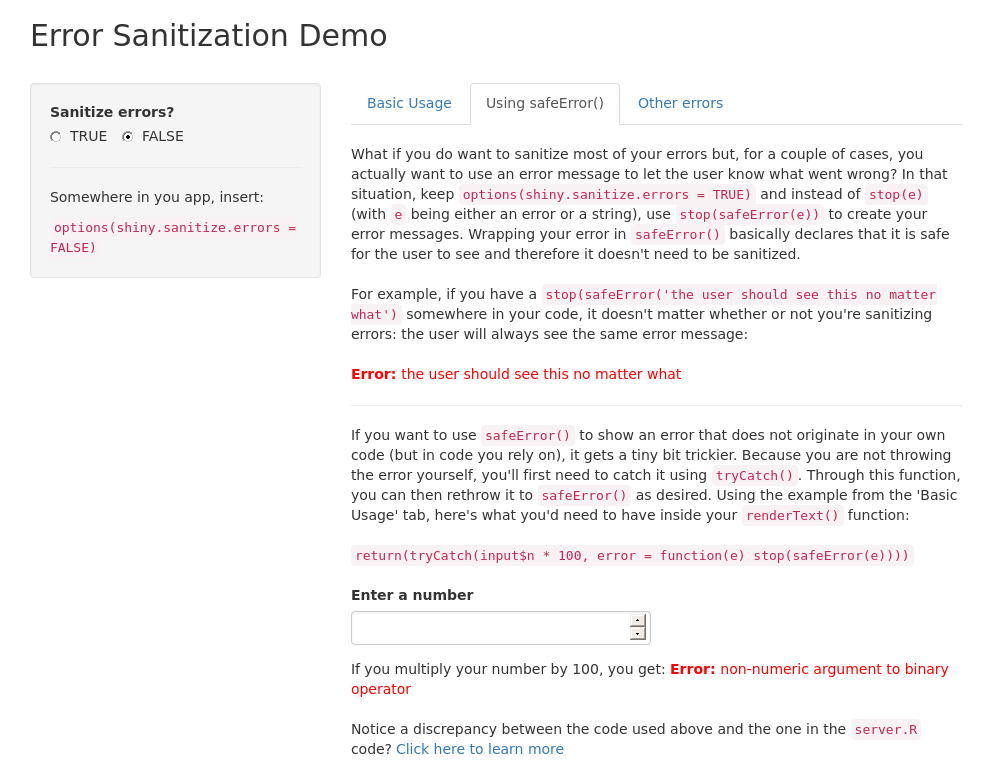 Error Sanitization Demo
Sanitize errors?
TRUE FALSE
Somewhere in you app, insert:
options(shiny.sanitize.errors =
FALSE)
Basic Usage Using safeError() Other errors
What if you do want to sanitize most of your errors but, for a couple of cases, you
actually want to use an error message to let the user know what went wrong? In that
situation, keep options(shiny.sanitize.errors = TRUE) and instead of stop(e)
(with e being either an error or a string), use stop(safeError(e)) to create your
error messages. Wrapping your error in safeError() basically declares that it is safe
for the user to see and therefore it doesn't need to be sanitized.
For example, if you have a stop(safeError('the user should see this no matter
what') somewhere in your code, it doesn't matter whether or not you're sanitizing
errors: the user will always see the same error message:
Error: the user should see this no matter what
If you want to use safeError() to show an error that does not originate in your own
code (but in code you rely on), it gets a tiny bit trickier. Because you are not throwing
the error yourself, you'll first need to catch it using tryCatch(). Through this function,
you can then rethrow it to safeError() as desired. Using the example from the 'Basic
Usage' tab, here's what you'd need to have inside your renderText() function:
return(tryCatch(input$n * 100, error = function(e) stop(safeError(e))))
Enter a number
If you multiply your number by 100, you get: Error: non-numeric argument to binary
operator
Notice a discrepancy between the code used above and the one in the server.R
code? Click here to learn more